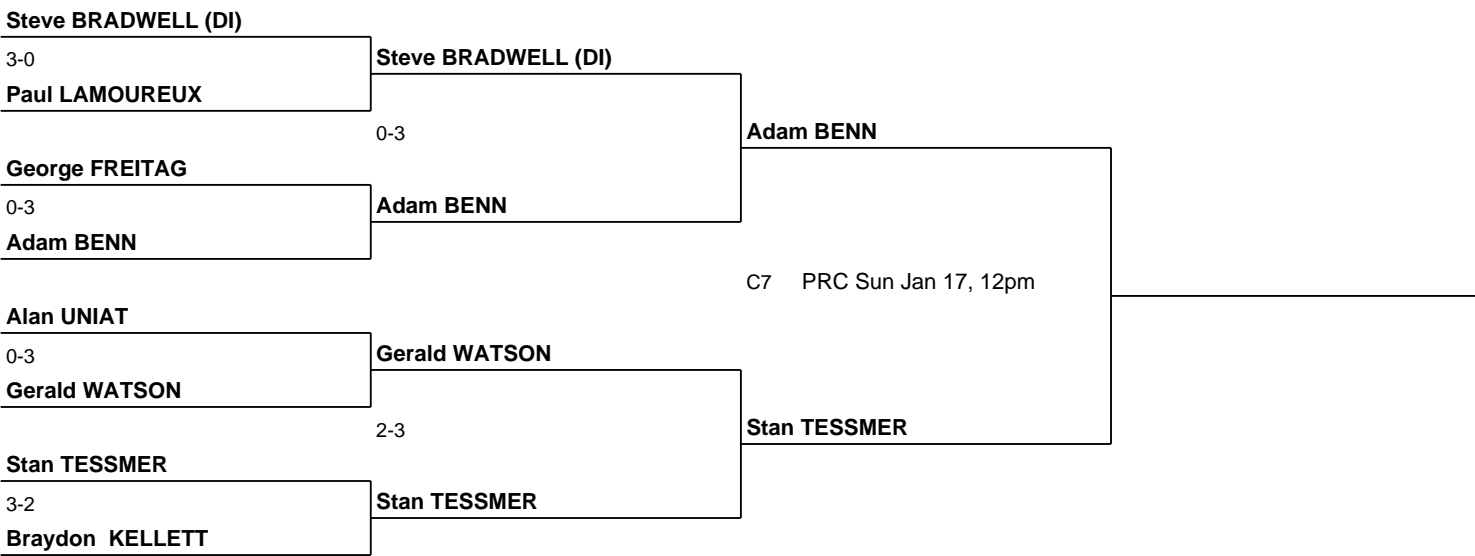 Steve BRADWELL (DI)
3-0
Steve BRADWELL (DI)
Paul LAMOUREUX
0-3
Adam BENN
George FREITAG
0-3
Adam BENN
Adam BENN
C7 PRC Sun Jan 17, 12pm
Alan UNIAT
0-3
Gerald WATSON
Gerald WATSON
2-3
Stan TESSMER
Stan TESSMER
3-2
Stan TESSMER
Braydon KELLETT